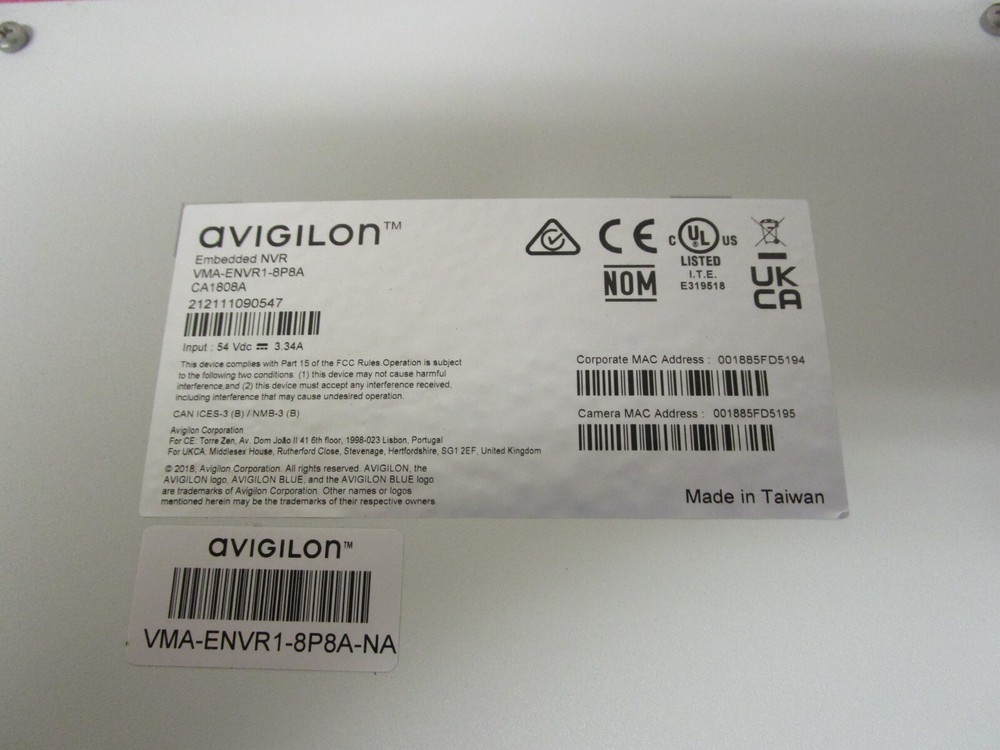 aVIGILOn™
Embedded NVR
VMA-ENVR1-8P8A
CA1808A
212111090547
Input : 54 Vdc ⎓ 3.34A
This device complies with Part 15 of the FCC Rules.Operation is subject
to the following two conditions: (1) this device may not cause harmful
interference,and (2) this device must accept any interference received,
including interference that may cause undesired operation.
CAN ICES-3 (B) / NMB-3 (B)
Avigilon Corporation
For CE: Torre Zen, Av. Dom João II 41 6th floor, 1998-023 Lisbon, Portugal
For UKCA: Middlesex House, Rutherford Close, Stevenage, Hertfordshire, SG1 2EF, United Kingdom
© 2018, Avigilon Corporation. All rights reserved. AVIGILON, the
AVIGILON logo, AVIGILON BLUE, and the AVIGILON BLUE logo
are trademarks of Avigilon Corporation. Other names or logos
mentioned herein may be the trademarks of their respective owners.
CE
NOM
C UL US
LISTED
I.T.E.
E319518
UK
CA
Corporate MAC Address : 001885FD5194
Camera MAC Address : 001885FD5195
Made in Taiwan
aVIGILOn™
VMA-ENVR1-8P8A-NA